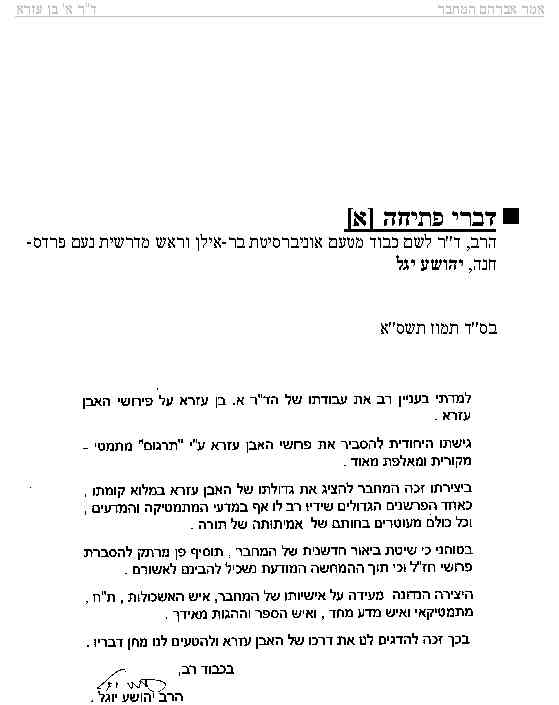 אמר אברהם המחבר ד"ר א' בן עזרא
דברי פתיחה [א]
הרב, ד"ר לשם כבוד מטעם אוניברסיטת בר-אילן וראש מדרשית נעם פרדס-
חנה, יהושע יגל
בס"ד תמוז תשס"א
למדתי בעניין רב את עבודתו של הד"ר א. בן עזרא על פירושי האבן
עזרא .
גישתו היחודית להסביר את פרושי האבן עזרא ע"י "תרגום" מתמטי -
מקורית ומאלפת מאוד .
ביצירתו זכה המחבר להציג את גדולתו של האבן עזרא במלוא קומתו ,
כאחד הפרשנים הגדולים שידיו רב לו אף במדעי המתמטיקה והמדעים ,
וכל כולם מעוטרים בחותם של אמיתותה של תורה .
בטוחני כי שיטת ביאור חדשנית של המחבר , תוסיף פן מרתק להסברת
פרושי חז"ל וכי תוך ההמחשה המודעת נשכיל להבינם לאשורם .
היצירה הנדונה מעידה על אישיותו של המחבר, איש האשכולות , ת"ח ,
מתמטיקאי ואיש מדע מחד , ואיש הספר וההגות מאידך .
בכך זכה להדגים לנו את דרכו של האבן עזרא ולהטעים לנו מחן דבריו .
בכבוד רב,
הרב יהושע יוגל .